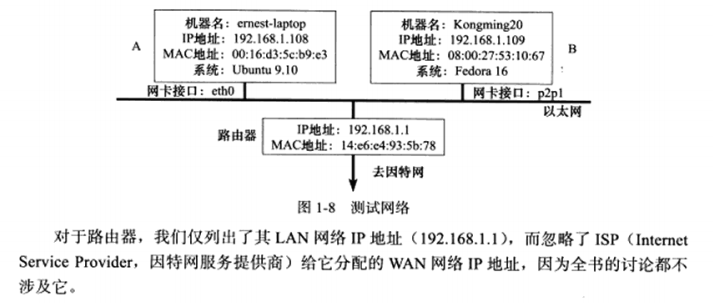 A
机器名：ernest-laptop
IP地址：192.168.1.108
MAC地址：00:16:d3:5c:b9:e3
系统：Ubuntu 9.10
网卡接口：eth0
机器名：Kongming20
IP地址：192.168.1.109
MAC地址：08:00:27:53:10:67
系统：Fedora 16
B
网卡接口：p2p1
以太网
路由器
IP地址：192.168.1.1
MAC地址：14:e6:e4:93:5b:78
去因特网
图 1-8 测试网络
对于路由器，我们仅列出了其 LAN 网络 IP 地址（192.168.1.1），而忽略了 ISP（Internet
Service Provider，因特网服务提供商）给它分配的 WAN 网络 IP 地址，因为全书的讨论都不
涉及它。